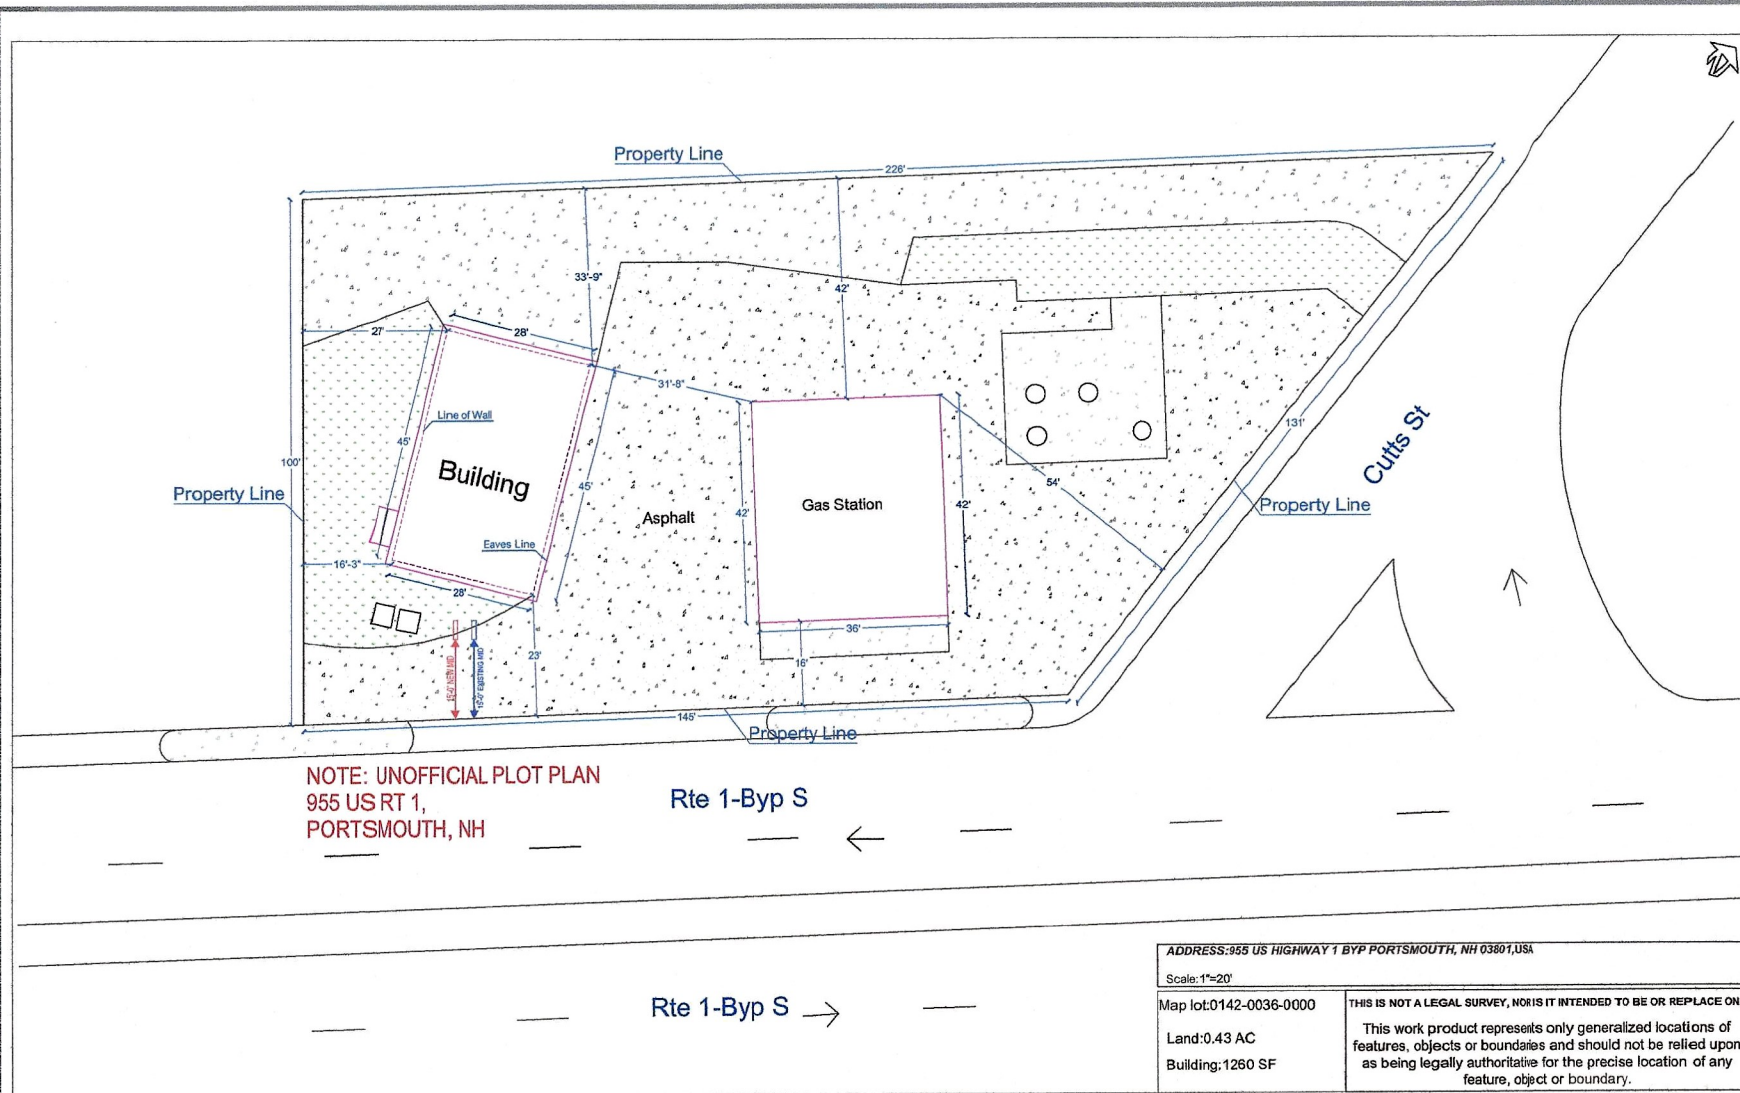 Property Line
226'
33'-9"
42'
27'
28'
31'-8"
Line of Wall
45'
131'
Cutts St
100'
Building
Property Line
45'
54'
42'
Gas Station
42'
Property Line
Asphalt
Eaves Line
16'-3"
28'
36'
23'
16'
15'-0" EXISTING MID
NEW MID
145'
Property Line
NOTE: UNOFFICIAL PLOT PLAN
955 US RT 1,
PORTSMOUTH, NH
Rte 1-Byp S
Rte 1-Byp S
ADDRESS:955 US HIGHWAY 1 BYP PORTSMOUTH, NH 03801,USA
Scale:1"=20'
Map lot:0142-0036-0000
Land:0.43 AC
Building;1260 SF
THIS IS NOT A LEGAL SURVEY, NOR IS IT INTENDED TO BE OR REPLACE ON
This work product represents only generalized locations of
features, objects or boundaries and should not be relied upon
as being legally authoritative for the precise location of any
feature, object or boundary.